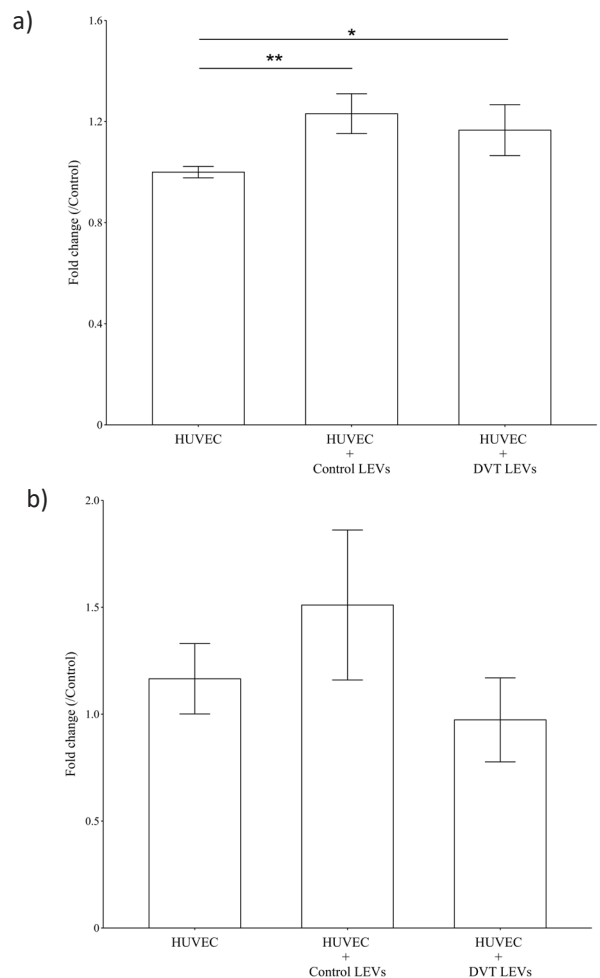 a)
1.6
*
**
1.2
0.8
0.4
0
Fold change (/Control)
HUVEC
HUVEC
+
Control LEVs
HUVEC
+
DVT LEVs
b)
2.0
1.5
1.0
0.5
0
Fold change (/Control)
HUVEC
HUVEC
+
Control LEVs
HUVEC
+
DVT LEVs